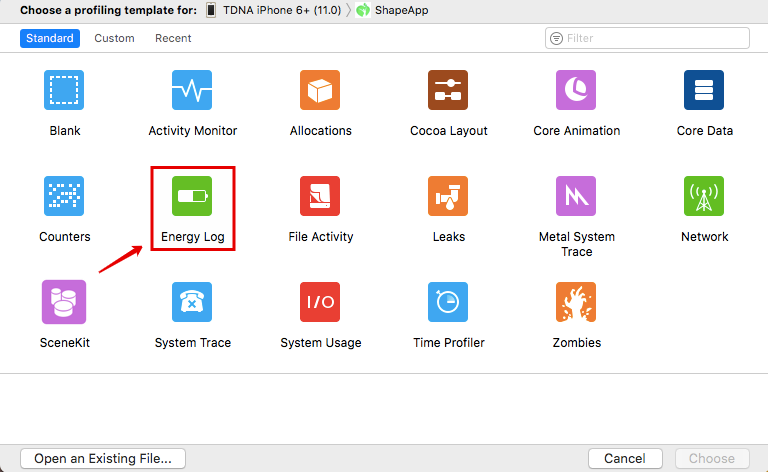 Choose a profiling template for: TDNA iPhone 6+ (11.0) 〉 ShapeApp
Standard Custom Recent Filter
Blank Activity Monitor Allocations Cocoa Layout Core Animation Core Data
Counters Energy Log File Activity Leaks Metal System Trace Network
I/O
SceneKit System Trace System Usage Time Profiler Zombies
Open an Existing File... Cancel Choose